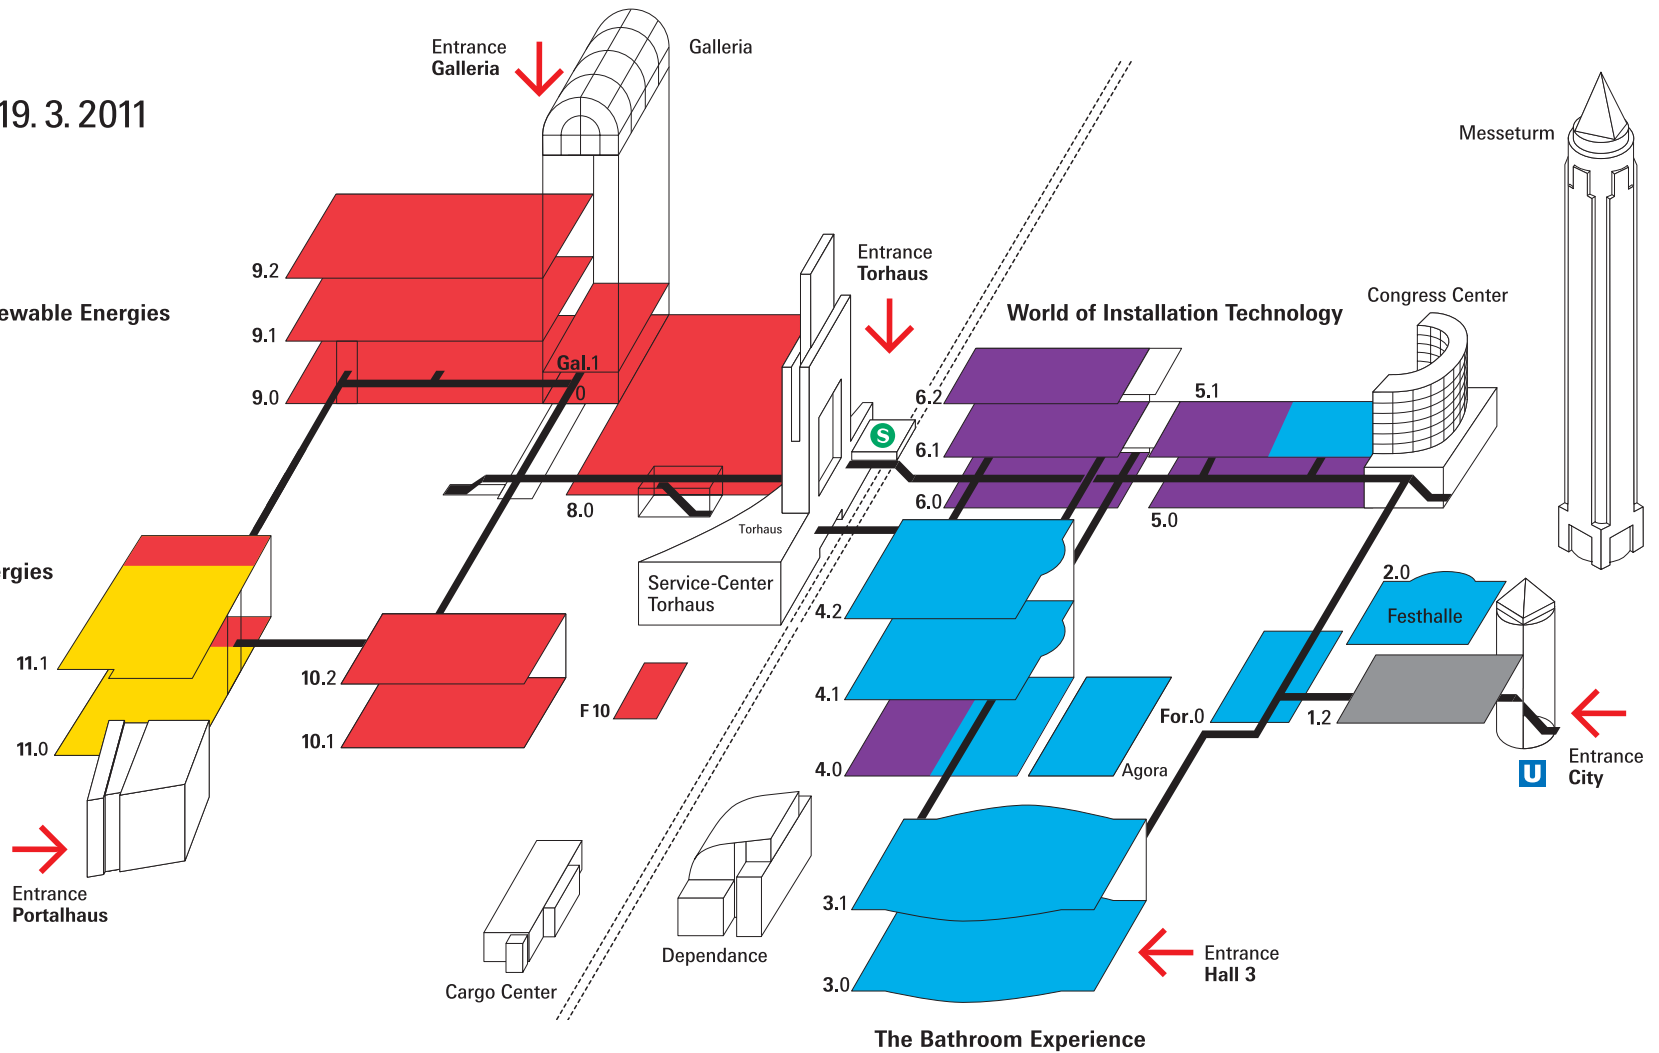 Entrance
Galleria
Galleria
19. 3. 2011
Messeturm
9.2
Entrance
Torhaus
ewable Energies
World of Installation Technology
Congress Center
9.1
Gal.1
0
9.0
6.2
5.1
S
6.1
6.0
5.0
8.0
Torhaus
ergies
Service-Center
Torhaus
4.2
2.0
Festhalle
11.1
10.2
4.1
F 10
For.0
1.2
11.0
10.1
4.0
Agora
Entrance
City
U
Entrance
Portalhaus
3.1
Dependance
Entrance
Hall 3
Cargo Center
3.0
The Bathroom Experience